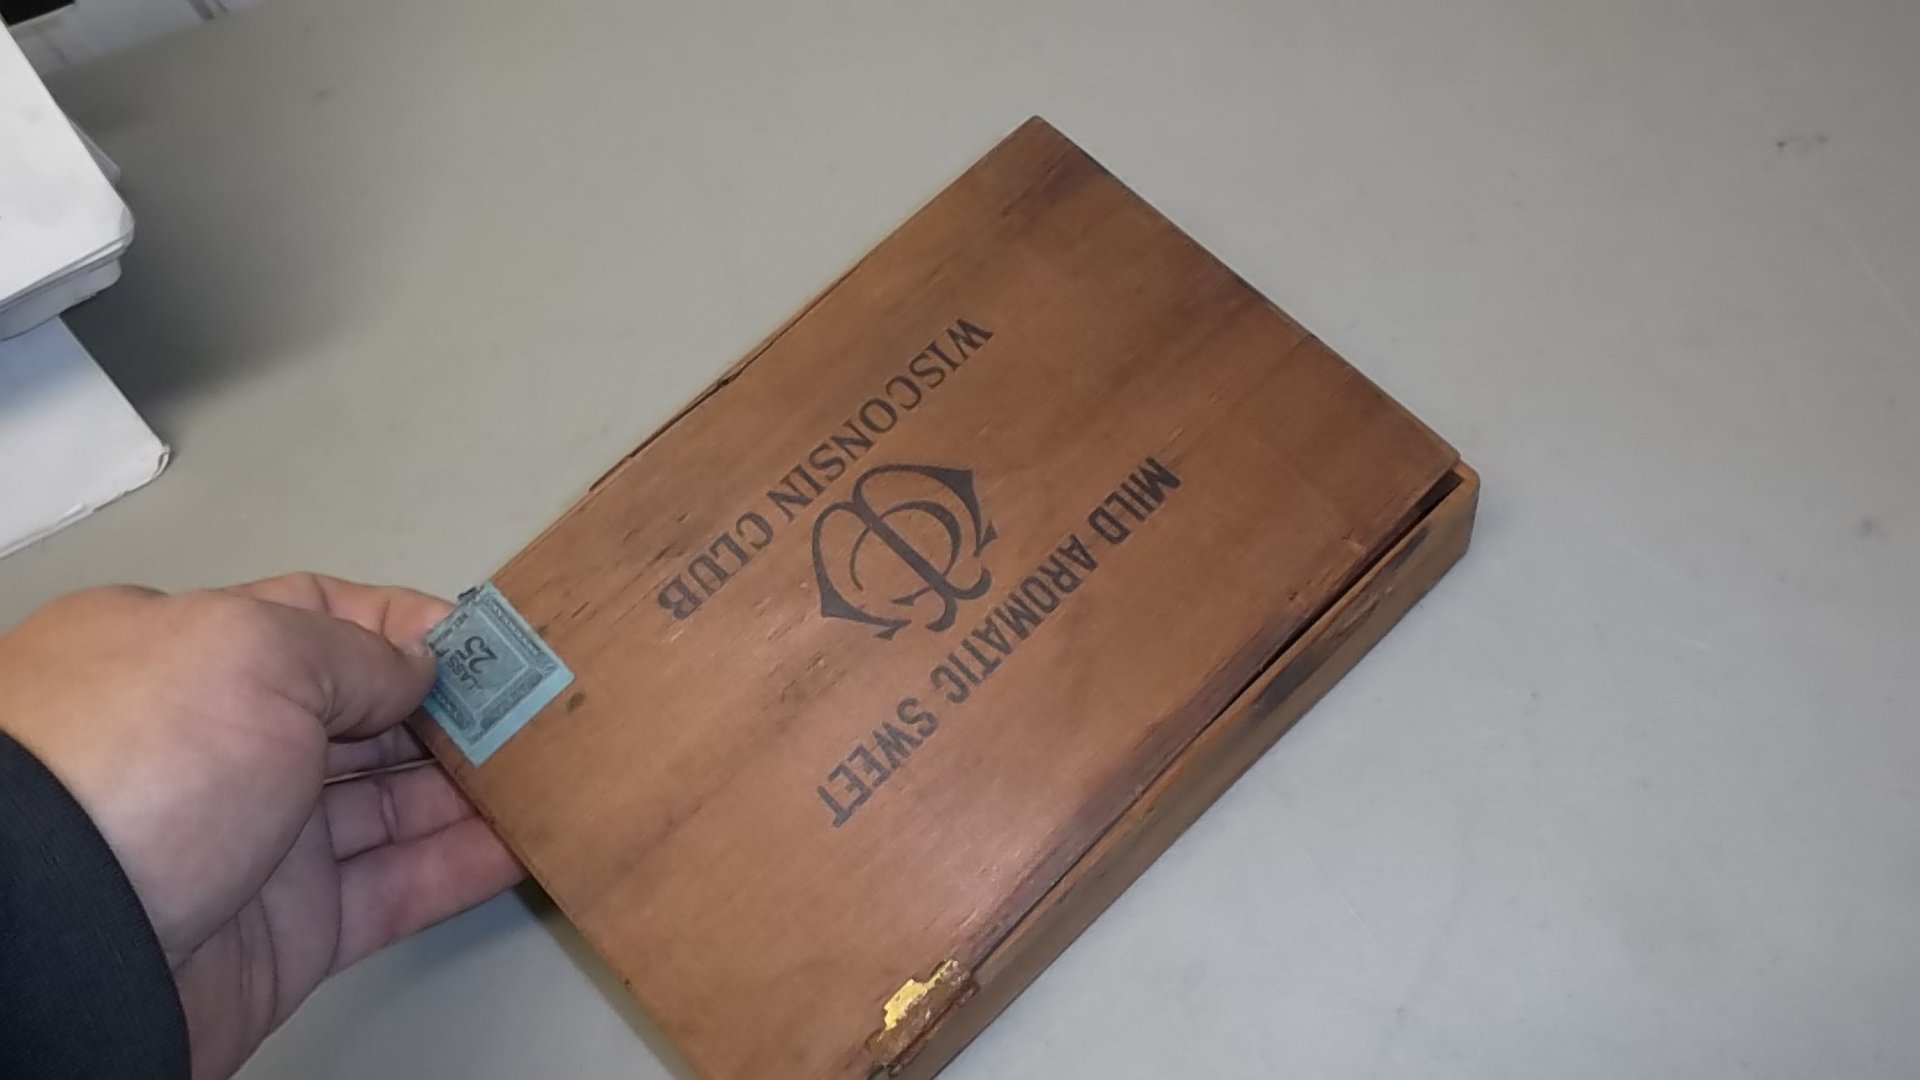 WISCONSIN CLUB
MILD AROMATIC SWEET
25